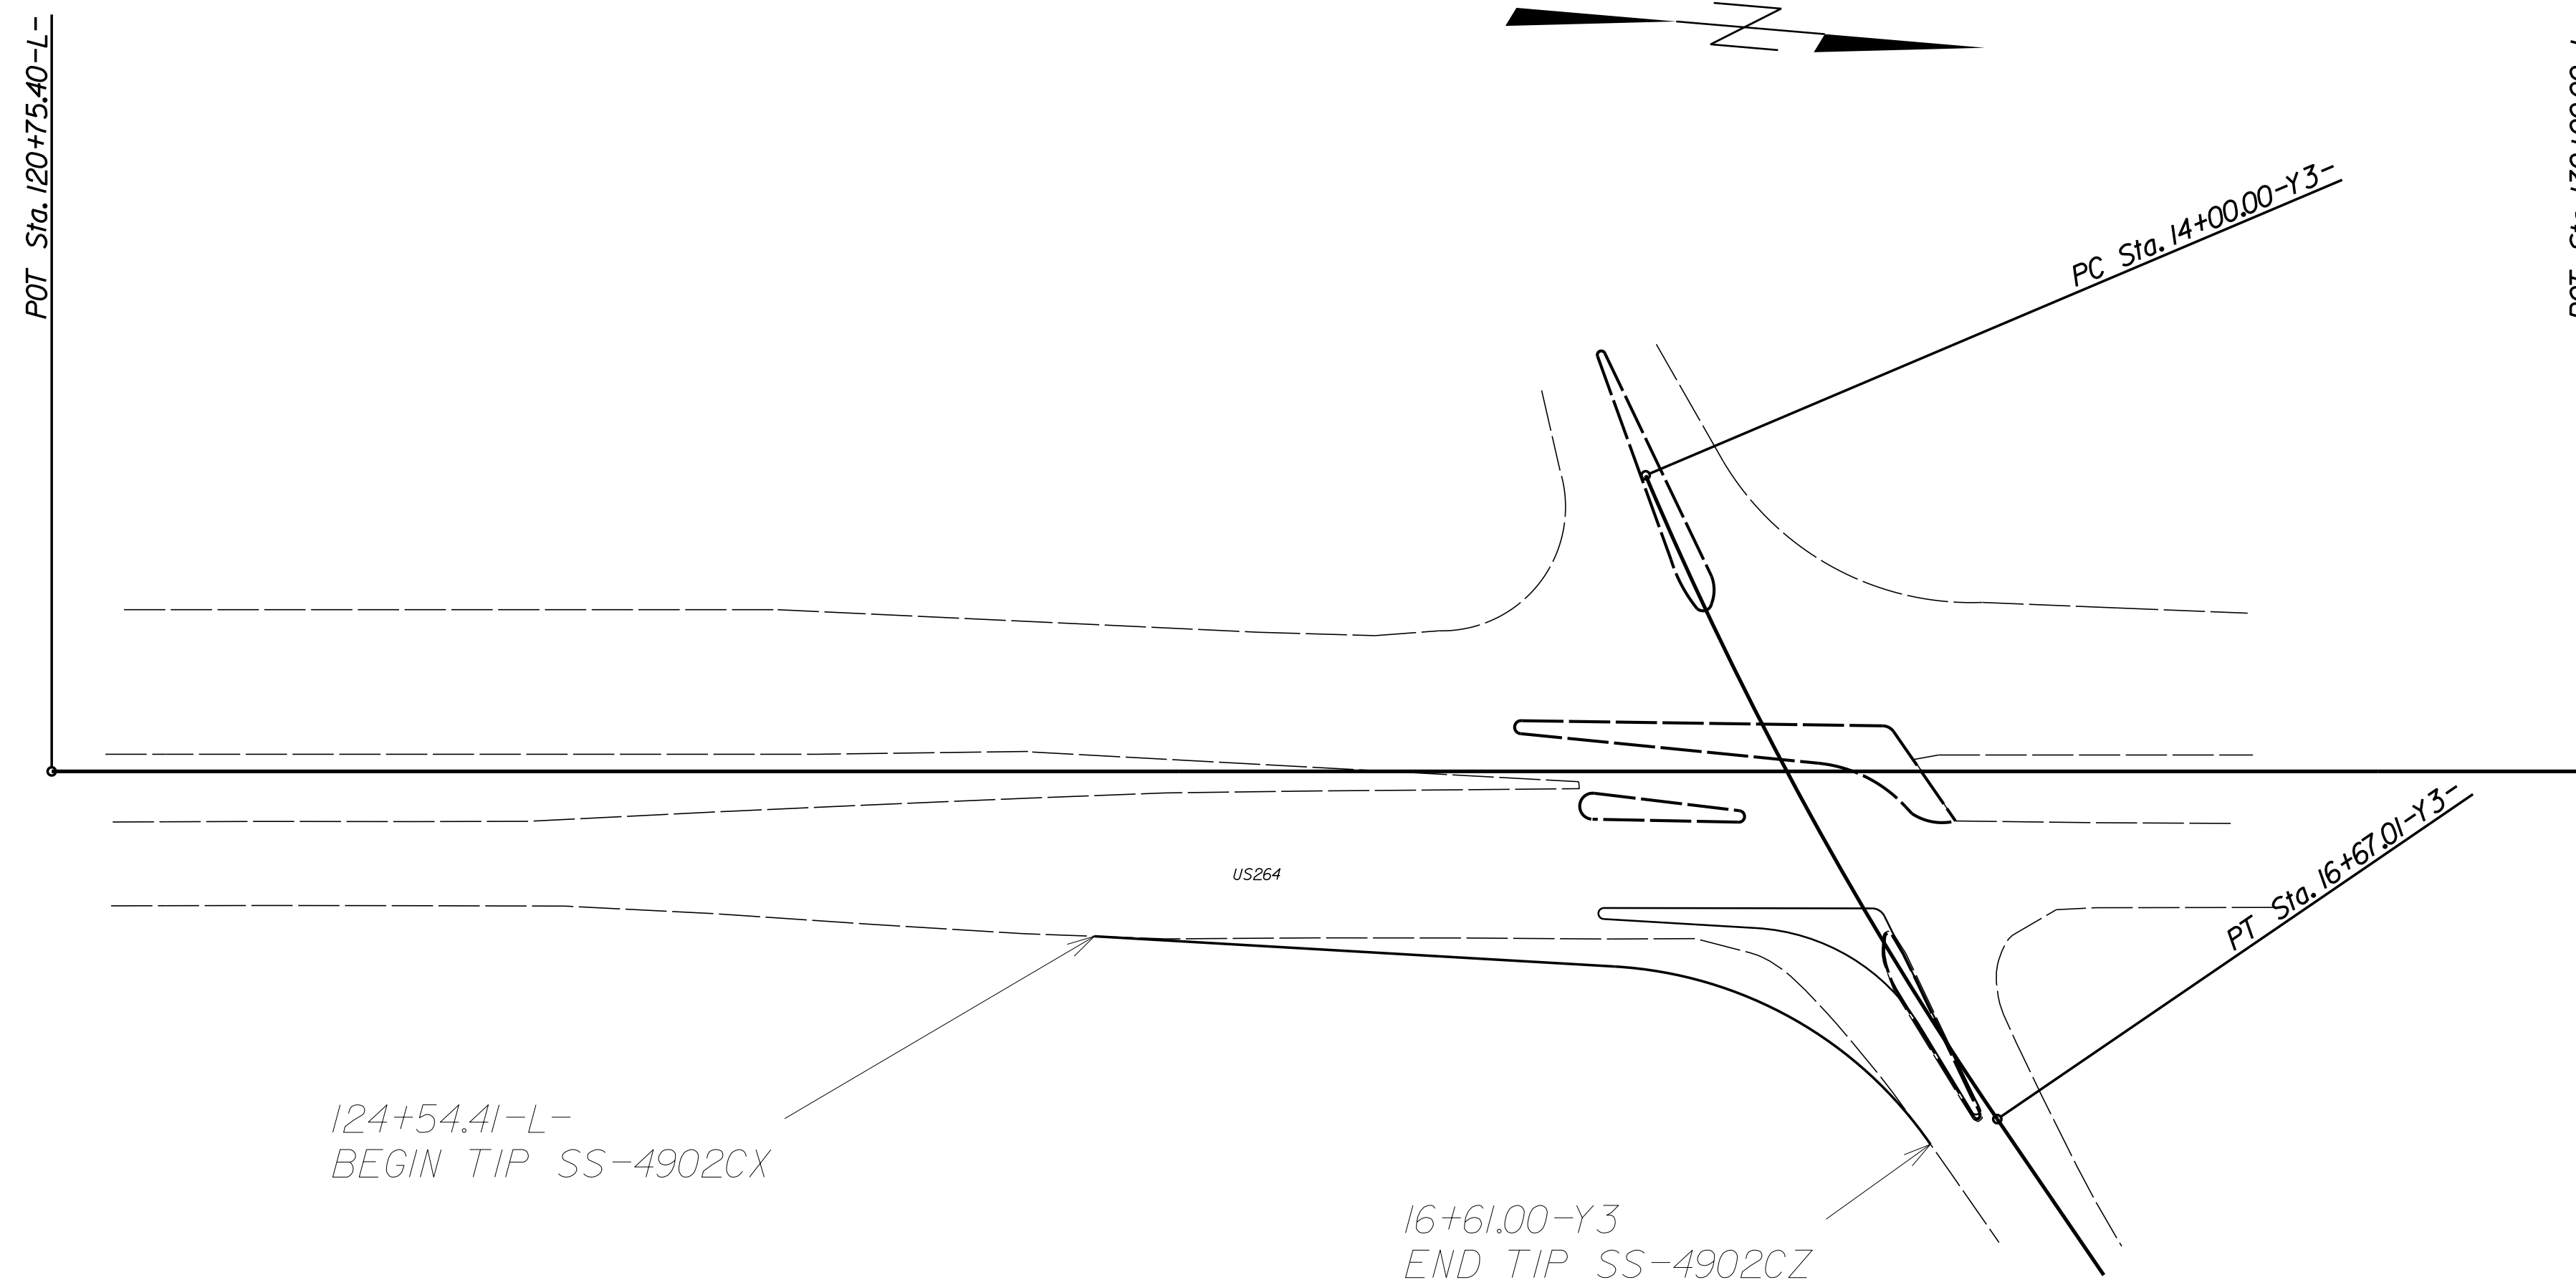 POT Sta. 120+75.40-L-
PC Sta. 14+00.00-Y3-
US264
PT Sta. 16+67.01-Y3-
124+54.41-L-
BEGIN TIP SS-4902CX
16+61.00-Y3
END TIP SS-4902CZ